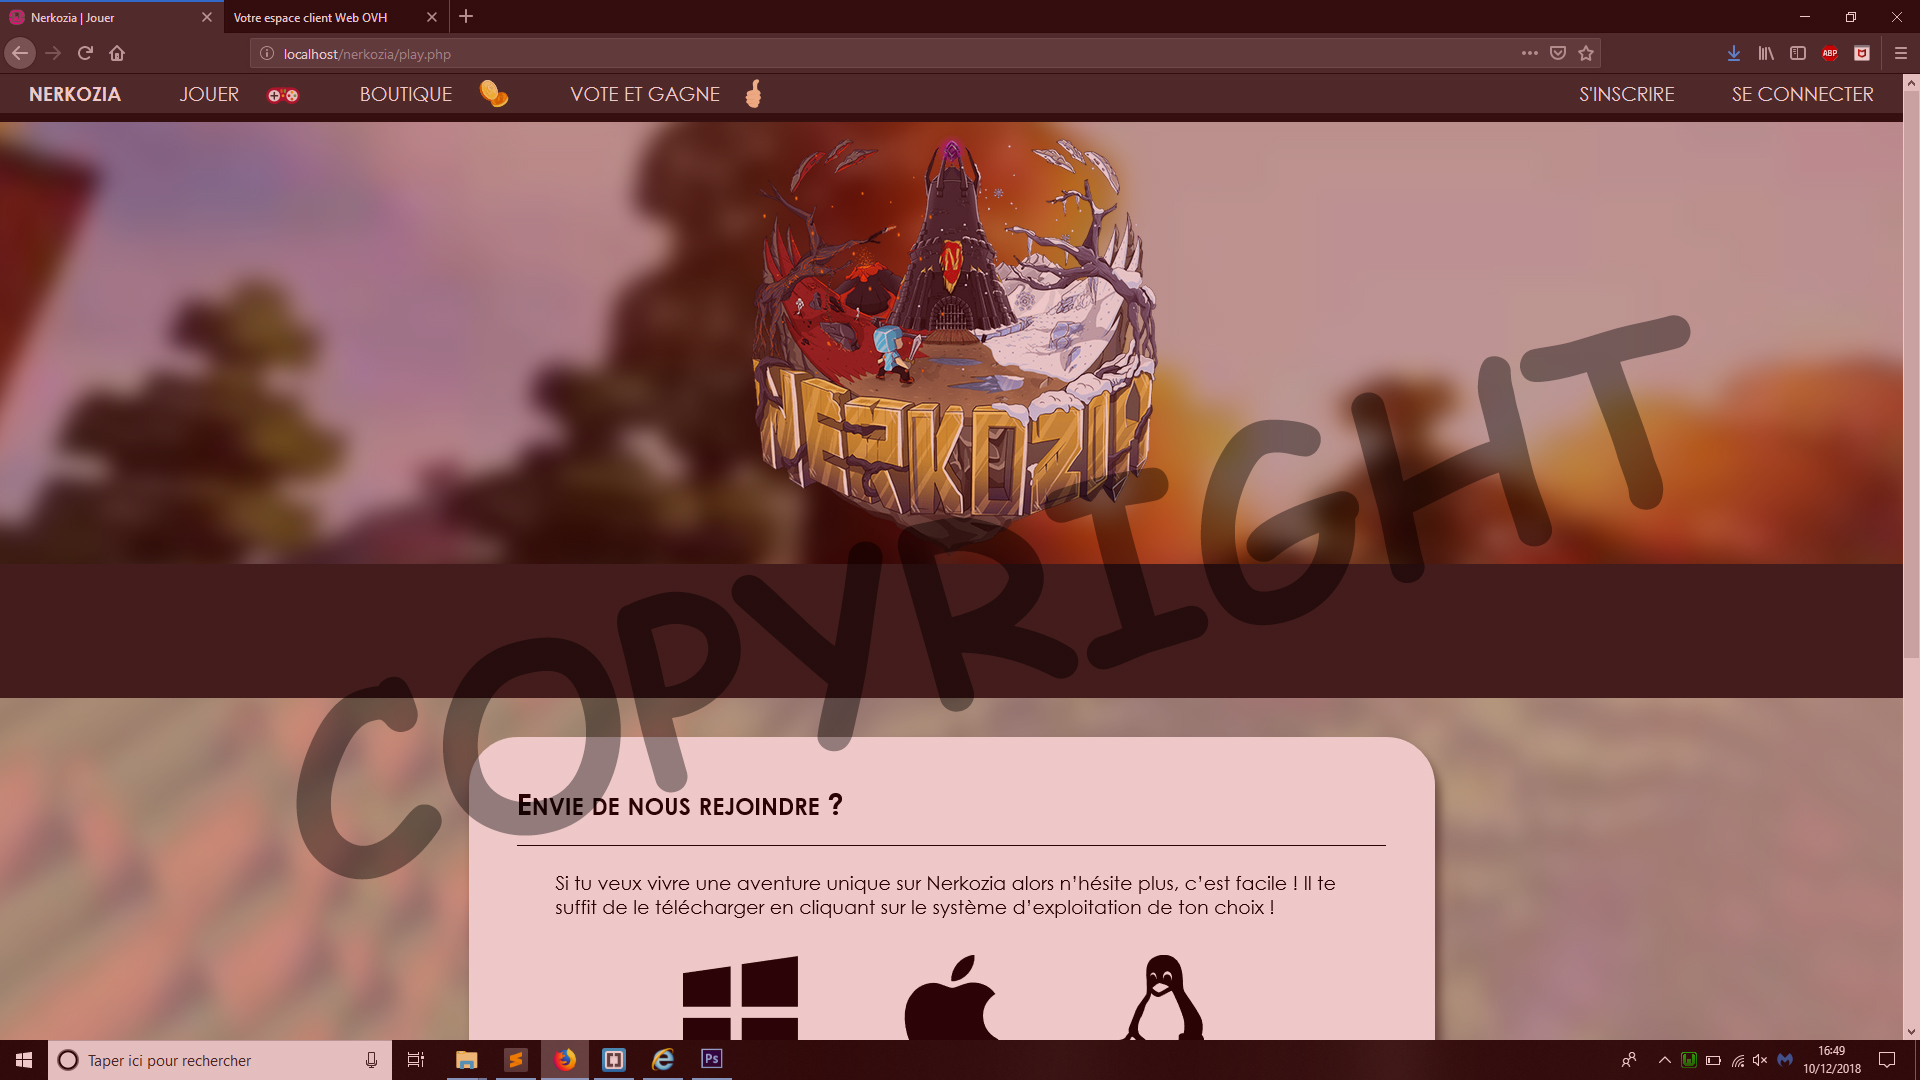 Nerkozia | Jouer
Votre espace client Web OVH
localhost/nerkozia/play.php
ABP
NERKOZIA JOUER BOUTIQUE VOTE ET GAGNE S'INSCRIRE SE CONNECTER
N
NERKOZIA
COPYRIGHT
ENVIE DE NOUS REJOINDRE ?
Si tu veux vivre une aventure unique sur Nerkozia alors n’hésite plus, c’est facile ! Il te
suffit de le télécharger en cliquant sur le système d’exploitation de ton choix !
Taper ici pour rechercher
Ps
16:49
10/12/2018